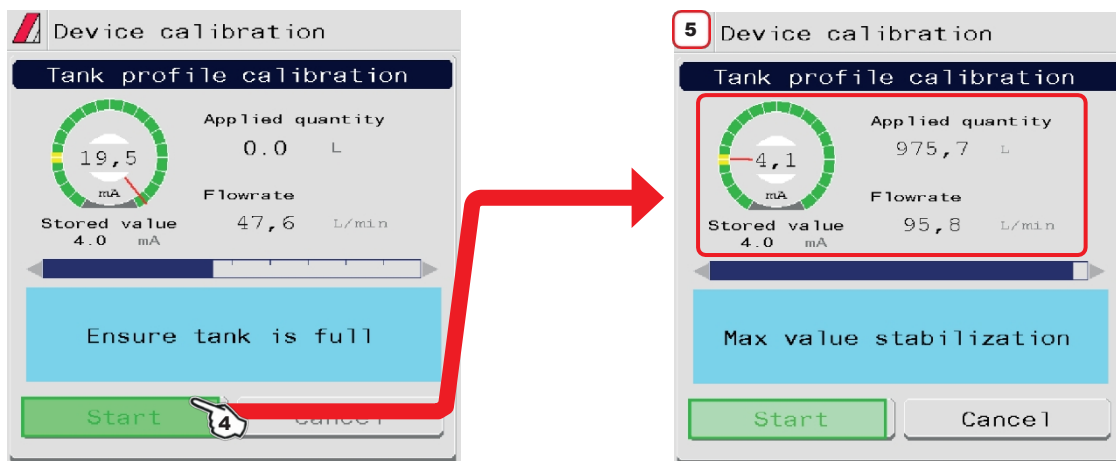 Device calibration
Tank profile calibration
19,5
mA
Applied quantity
0.0 L
Flowrate
47,6 L/min
Stored value
4.0 mA
Ensure tank is full
Start
Cancel
4
5
Device calibration
Tank profile calibration
4,1
mA
Applied quantity
975,7 L
Flowrate
95,8 L/min
Stored value
4.0 mA
Max value stabilization
Start
Cancel